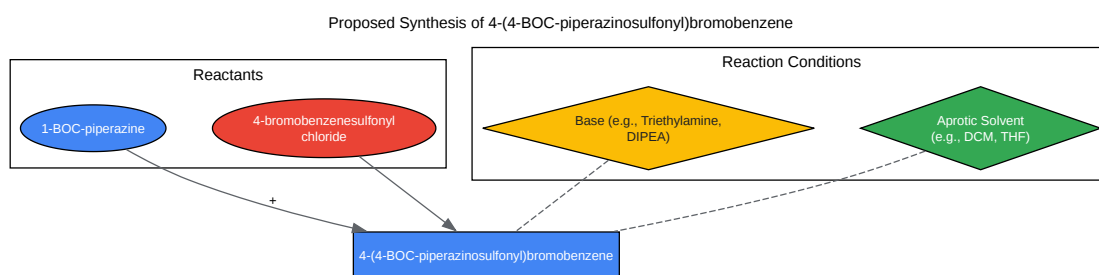 Proposed Synthesis of 4-(4-BOC-piperazinosulfonyl)bromobenzene
Reactants
Reaction Conditions
1-BOC-piperazine
4-bromobenzenesulfonyl
chloride
Base (e.g., Triethylamine,
DIPEA)
Aprotic Solvent
(e.g., DCM, THF)
+
4-(4-BOC-piperazinosulfonyl)bromobenzene